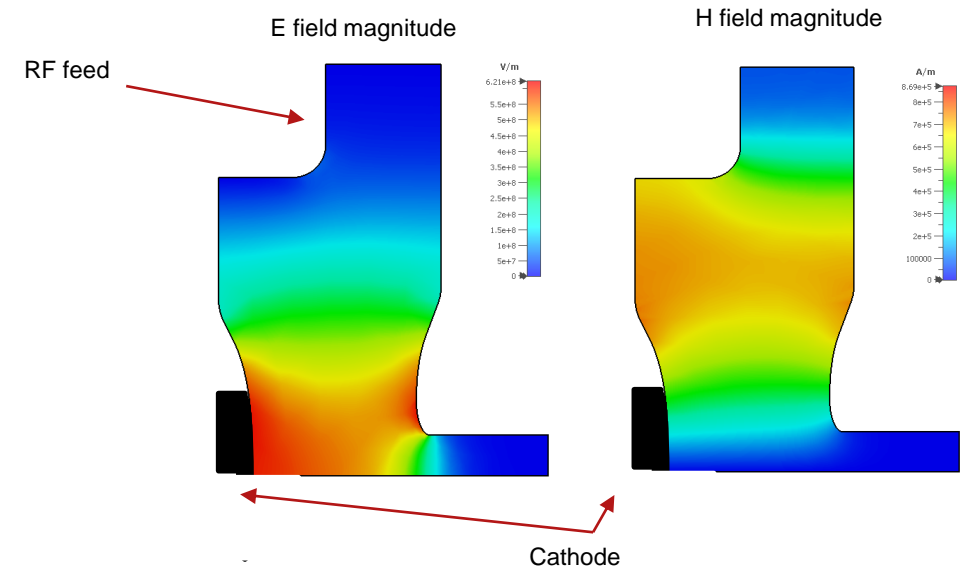 E field magnitude
H field magnitude
RF feed
V/m
6.21e+8
5.5e+8
5e+8
4.5e+8
4e+8
3.5e+8
3e+8
2.5e+8
2e+8
1.5e+8
1e+8
5e+7
0
A/m
8.69e+5
8e+5
7e+5
6e+5
5e+5
4e+5
3e+5
2e+5
100000
0
Cathode